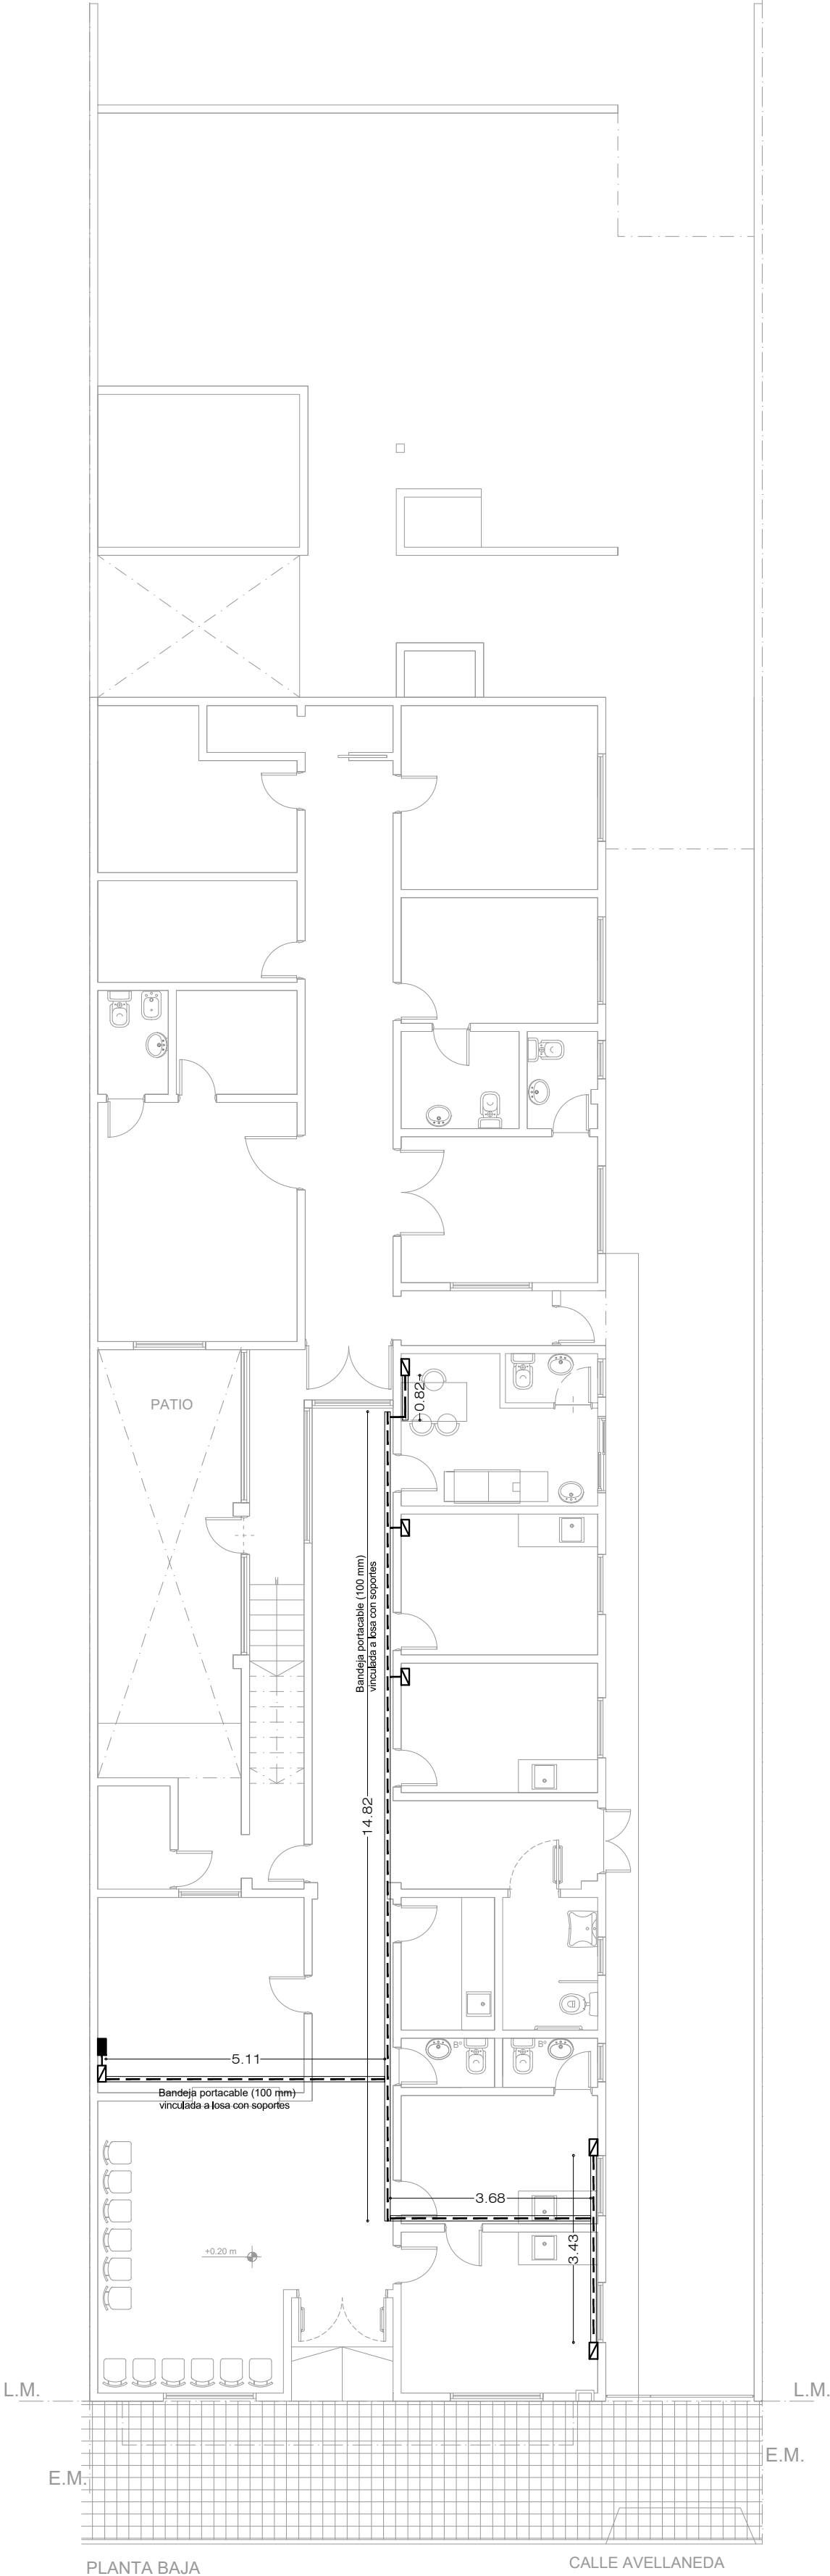 PATIO
0.82
Bandeja portacable (100 mm)
vinculada a losa con soportes
14.82
5.11
Bandeja portacable (100 mm)
vinculada a losa con soportes
B°
B°
3.68
3.43
+0.20 m
L.M.
L.M.
E.M.
E.M.
PLANTA BAJA
CALLE AVELLANEDA